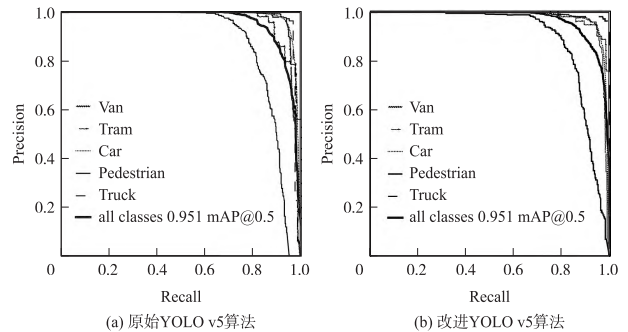 1.0
0.8
0.6
0.4
0.2
0
Precision
Van
Tram
Car
Pedestrian
Truck
all classes 0.951 mAP@0.5
0.2 0.4 0.6 0.8 1.0
Recall
(a) 原始YOLO v5算法
1.0
0.8
0.6
0.4
0.2
0
Precision
Van
Tram
Car
Pedestrian
Truck
all classes 0.951 mAP@0.5
0.2 0.4 0.6 0.8 1.0
Recall
(b) 改进YOLO v5算法